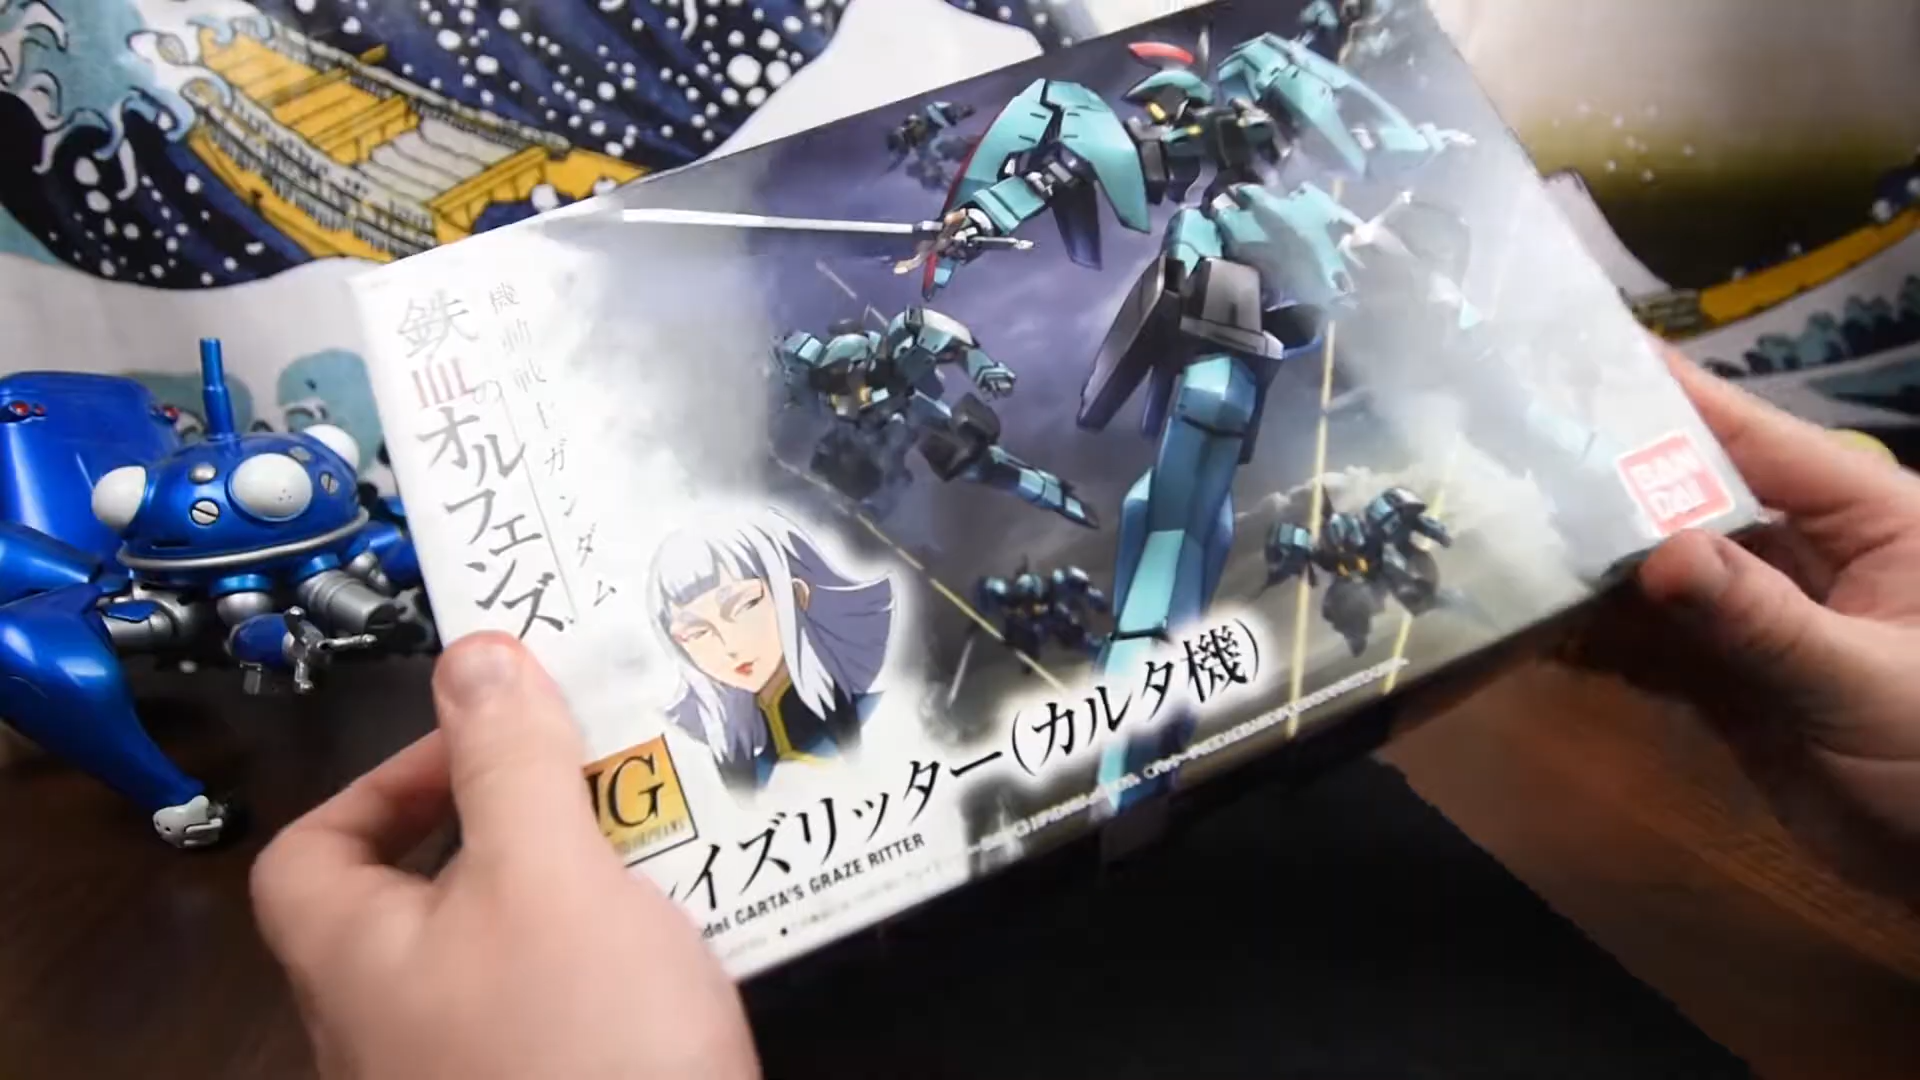 機動戦士ガンダム
鉄血のオルフェンズ
BANDAI
IG
イズリッター(カルタ機)
del CARTA'S GRAZE RITTER